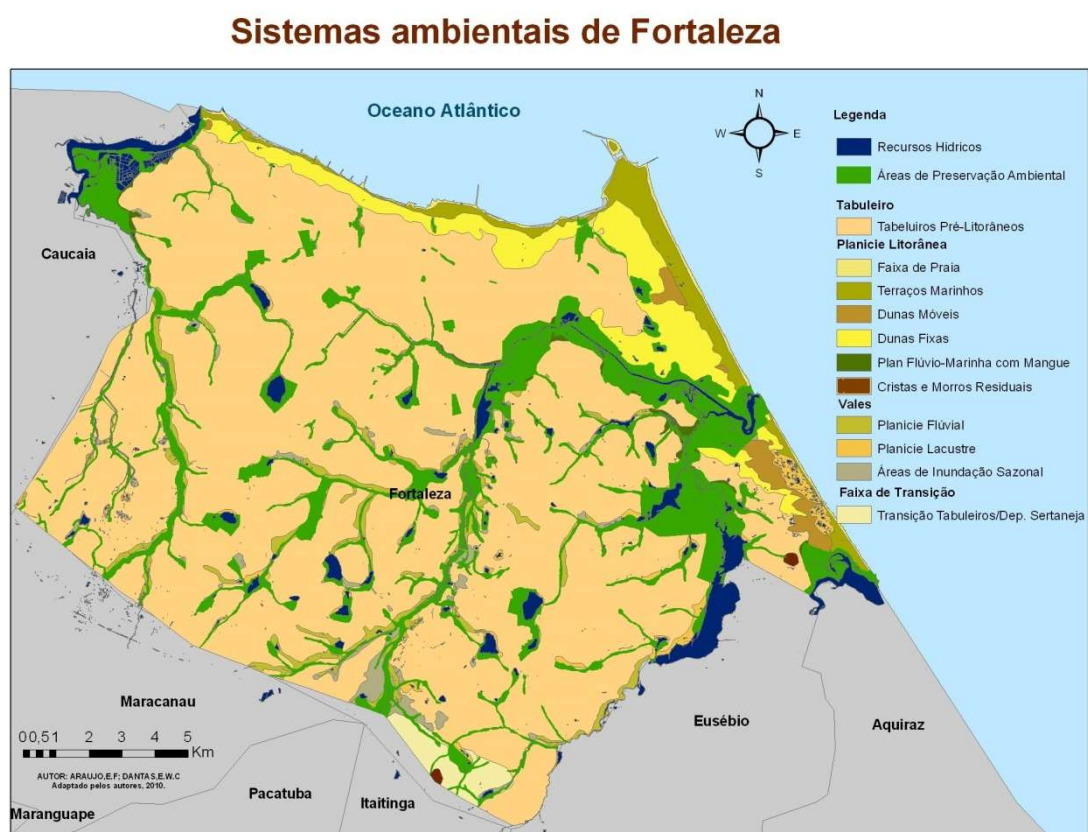 Sistemas ambientais de Fortaleza
Oceano Atlântico
N
W
E
S
Legenda
Recursos Hidricos
Áreas de Preservação Ambiental
Tabuleiro
Tabeluiros Pré-Litorâneos
Planicie Litorânea
Faixa de Praia
Terraços Marinhos
Dunas Móveis
Dunas Fixas
Plan Flúvio-Marinha com Mangue
Cristas e Morros Residuais
Vales
Planicie Flúvial
Planicie Lacustre
Áreas de Inundação Sazonal
Faixa de Transição
Transição Tabuleiros/Dep. Sertaneja
Caucaia
Fortaleza
Maracanau
Eusébio
Aquiraz
Pacatuba
Itaitinga
Maranguape
0 0,5 1 2 3 4 5
Km
AUTOR: ARAUJO,E.F; DANTAS,E.W.C
Adaptado pelos autores, 2010.